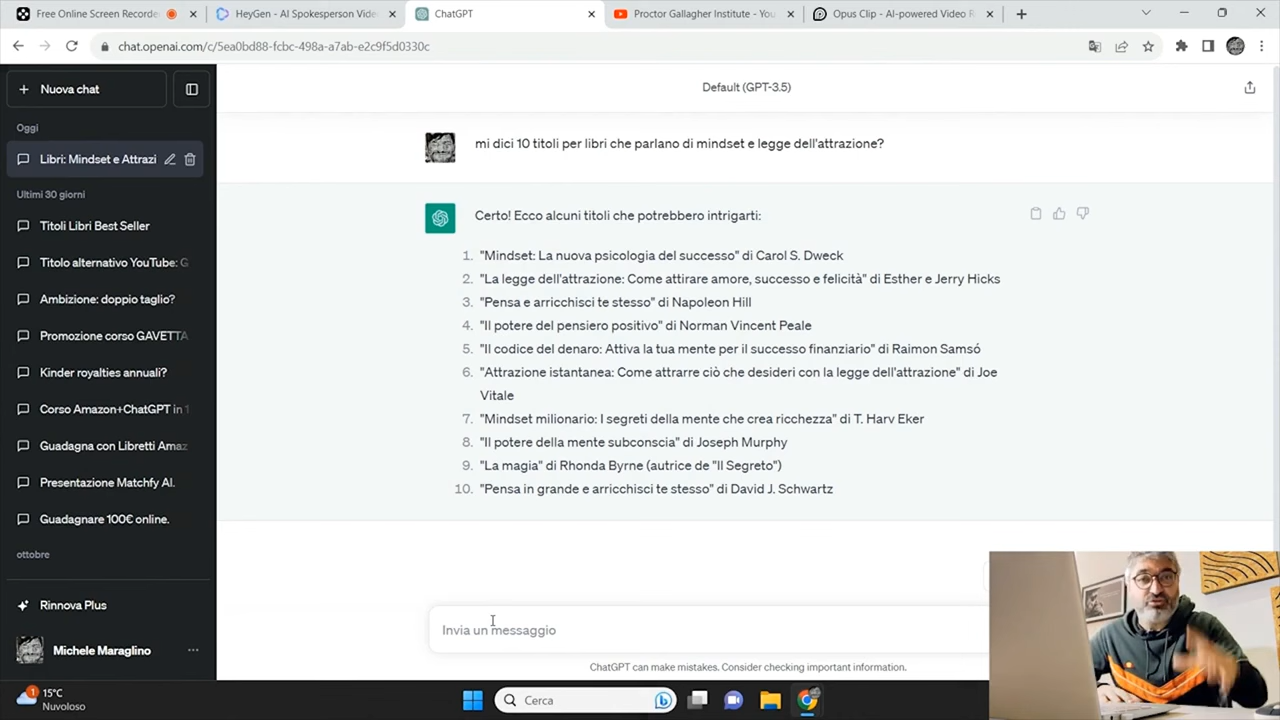 Free Online Screen Recorde
HeyGen - AI Spokesperson Vide
ChatGPT
Proctor Gallagher Institute - You
Opus Clip - AI-powered Video R
chat.openai.com/c/5ea0bd88-fcbc-498a-a7ab-e2c9f5d0330c
Nuova chat
Default (GPT-3.5)
Oggi
Libri: Mindset e Attrazi
Ultimi 30 giorni
Titoli Libri Best Seller
Titolo alternativo YouTube: G
Ambizione: doppio taglio?
Promozione corso GAVETTA
Kinder royalties annuali?
Corso Amazon+ChatGPT in 1
Guadagna con Libretti Amaz
Presentazione Matchfy AI.
Guadagnare 100€ online.
ottobre
Rinnova Plus
Michele Maraglino
mi dici 10 titoli per libri che parlano di mindset e legge dell'attrazione?
Certo! Ecco alcuni titoli che potrebbero intrigarti:
1. "Mindset: La nuova psicologia del successo" di Carol S. Dweck
2. "La legge dell'attrazione: Come attirare amore, successo e felicità" di Esther e Jerry Hicks
3. "Pensa e arricchisci te stesso" di Napoleon Hill
4. "Il potere del pensiero positivo" di Norman Vincent Peale
5. "Il codice del denaro: Attiva la tua mente per il successo finanziario" di Raimon Samsó
6. "Attrazione istantanea: Come attrarre ciò che desideri con la legge dell'attrazione" di Joe
Vitale
7. "Mindset milionario: I segreti della mente che crea ricchezza" di T. Harv Eker
8. "Il potere della mente subconscia" di Joseph Murphy
9. "La magia" di Rhonda Byrne (autrice de "Il Segreto")
10. "Pensa in grande e arricchisci te stesso" di David J. Schwartz
Invia un messaggio
ChatGPT can make mistakes. Consider checking important information.
1
15°C
Nuvoloso
Cerca